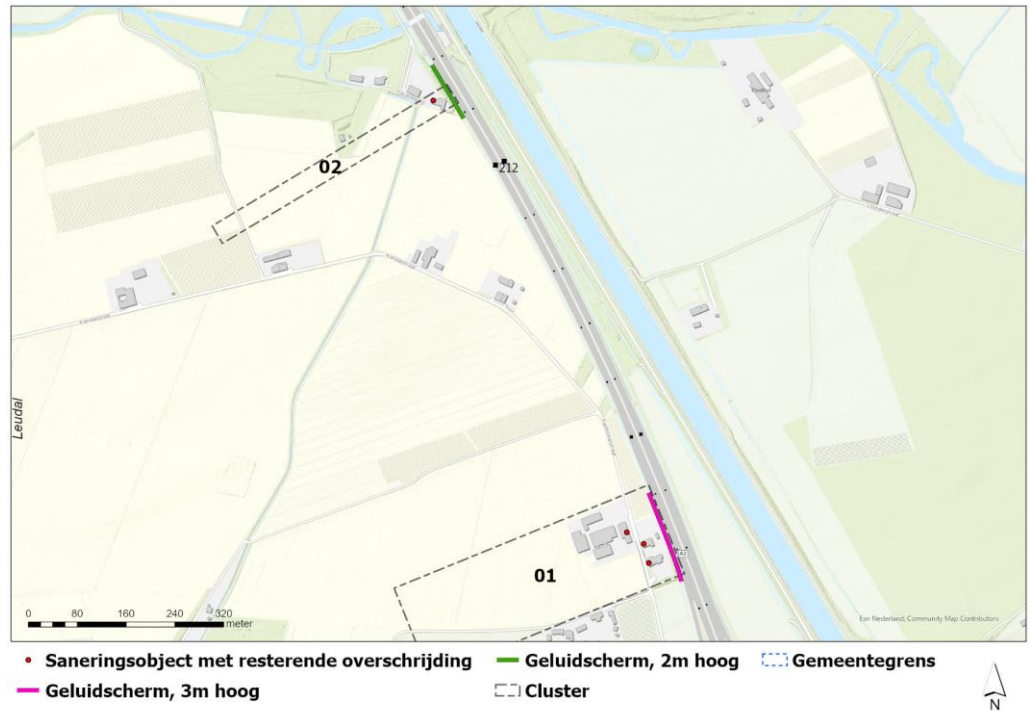 02
212
Leudal
01
A2
0 80 160 240 320
meter
Esri Nederland, Community Map Contributors
Saneringsobject met resterende overschrijding
Geluidscherm, 2m hoog
Gemeentegrens
Geluidscherm, 3m hoog
Cluster
N